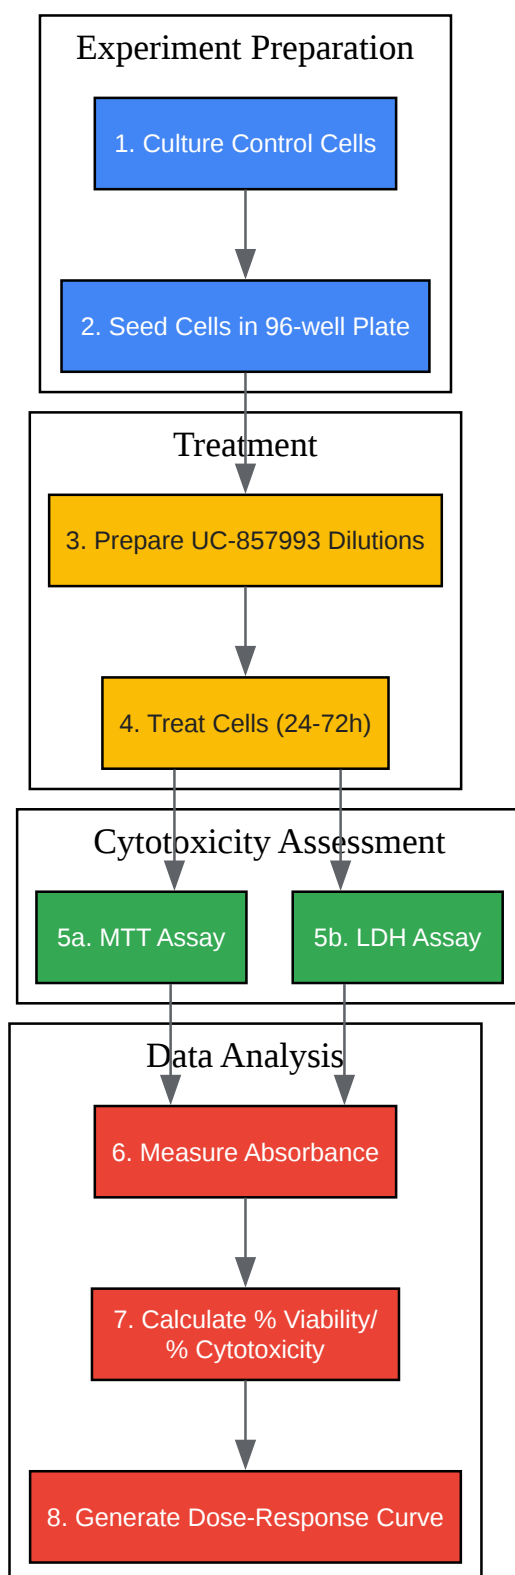 Experiment Preparation
1. Culture Control Cells
2. Seed Cells in 96-well Plate
Treatment
3. Prepare UC-857993 Dilutions
4. Treat Cells (24-72h)
Cytotoxicity Assessment
5a. MTT Assay
5b. LDH Assay
Data Analysis
6. Measure Absorbance
7. Calculate % Viability/
% Cytotoxicity
8. Generate Dose-Response Curve